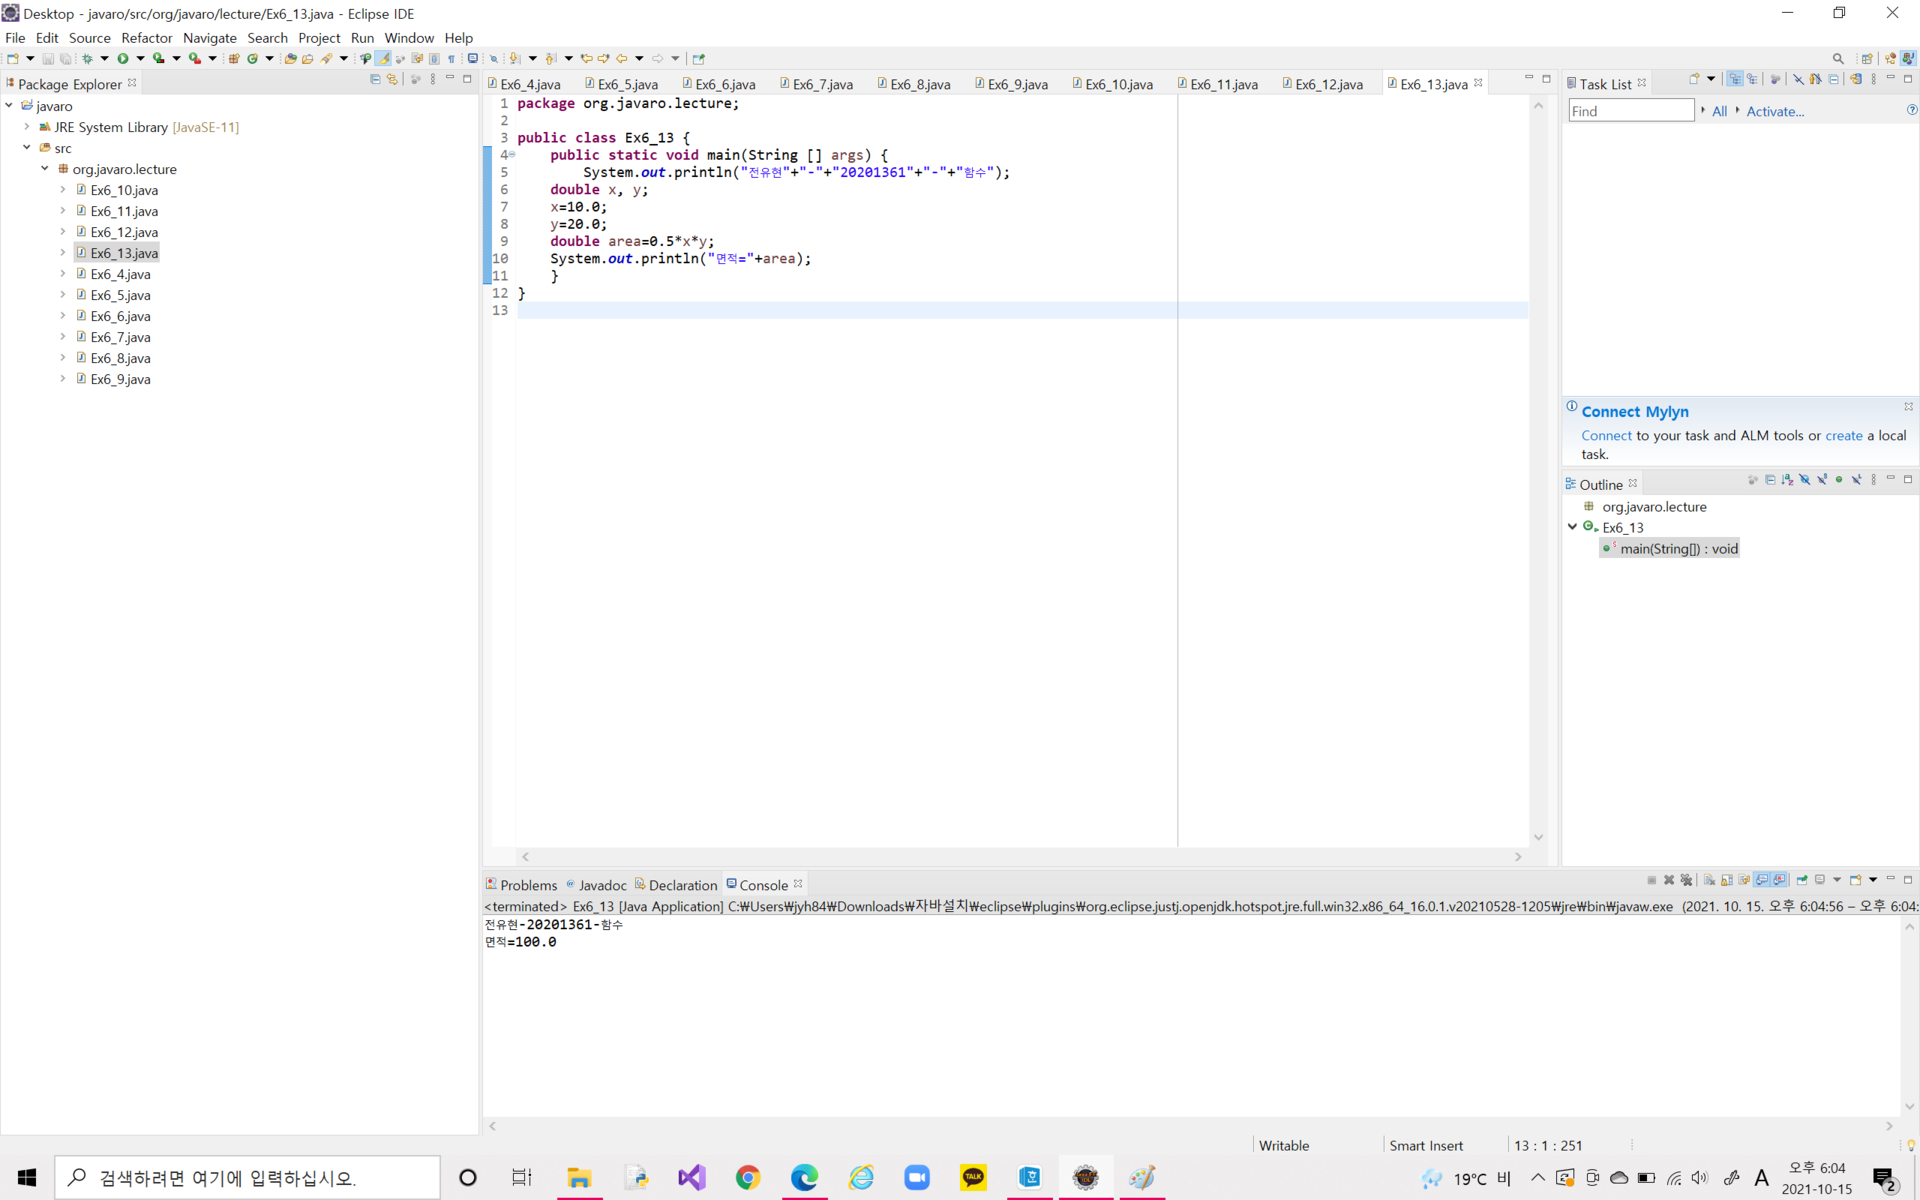 Desktop - javaro/src/org/javaro/lecture/Ex6_13.java - Eclipse IDE
File Edit Source Refactor Navigate Search Project Run Window Help
Package Explorer
javaro
JRE System Library [JavaSE-11]
src
org.javaro.lecture
Ex6_10.java
Ex6_11.java
Ex6_12.java
Ex6_13.java
Ex6_4.java
Ex6_5.java
Ex6_6.java
Ex6_7.java
Ex6_8.java
Ex6_9.java
Ex6_4.java Ex6_5.java Ex6_6.java Ex6_7.java Ex6_8.java Ex6_9.java Ex6_10.java Ex6_11.java Ex6_12.java Ex6_13.java
1 package org.javaro.lecture;
2
3 public class Ex6_13 {
4 public static void main(String [] args) {
5 System.out.println("전유현"+"-"+"20201361"+"-"+"함수");
6 double x, y;
7 x=10.0;
8 y=20.0;
9 double area=0.5*x*y;
10 System.out.println("면적="+area);
11 }
12 }
13
Task List
Find All Activate...
Connect Mylyn
Connect to your task and ALM tools or create a local
task.
Outline
org.javaro.lecture
Ex6_13
main(String[]) : void
Problems Javadoc Declaration Console
<terminated> Ex6_13 [Java Application] C:₩Users₩jyh84₩Downloads₩자바설치₩eclipse₩plugins₩org.eclipse.justj.openjdk.hotspot.jre.full.win32.x86_64_16.0.1.v20210528-1205₩jre₩bin₩javaw.exe (2021. 10. 15. 오후 6:04:56 – 오후 6:04:
전유현-20201361-함수
면적=100.0
Writable Smart Insert 13 : 1 : 251
검색하려면 여기에 입력하십시오.
TALK
19°C 비
A
오후 6:04
2021-10-15
2